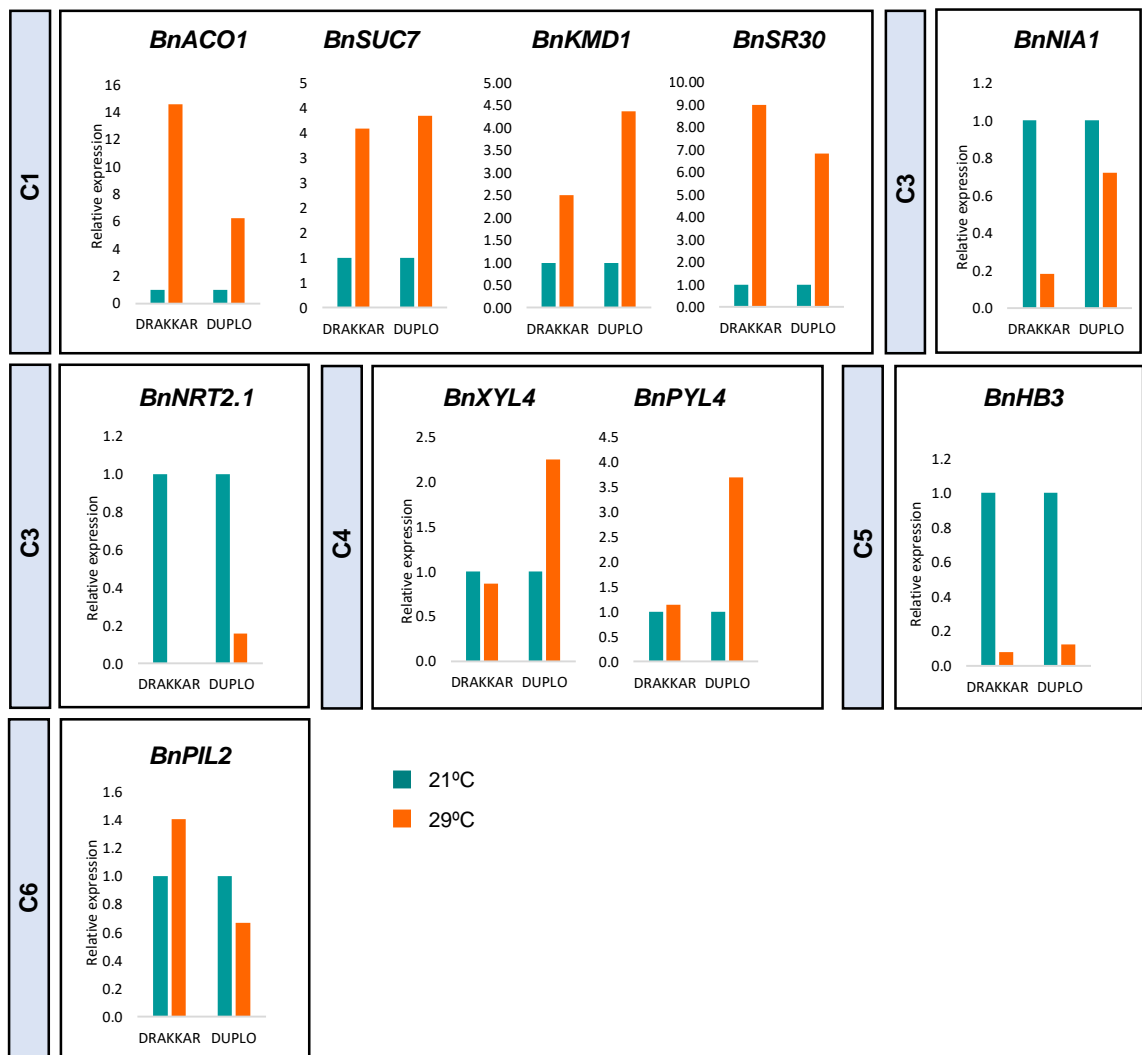 C1
BnACO1
Relative expression
16
14
12
10
8
6
4
2
0
DRAKKAR DUPLO
BnSUC7
5
4
4
3
3
2
2
1
1
0
DRAKKAR DUPLO
BnKMD1
5.00
4.50
4.00
3.50
3.00
2.50
2.00
1.50
1.00
0.50
0.00
DRAKKAR DUPLO
BnSR30
10.00
9.00
8.00
7.00
6.00
5.00
4.00
3.00
2.00
1.00
0.00
DRAKKAR DUPLO
C3
BnNIA1
Relative expression
1.2
1.0
0.8
0.6
0.4
0.2
0.0
DRAKKAR DUPLO
C3
BnNRT2.1
Relative expression
1.2
1.0
0.8
0.6
0.4
0.2
0.0
DRAKKAR DUPLO
C4
BnXYL4
Relative expression
2.5
2.0
1.5
1.0
0.5
0.0
DRAKKAR DUPLO
BnPYL4
4.5
4.0
3.5
3.0
2.5
2.0
1.5
1.0
0.5
0.0
DRAKKAR DUPLO
C5
BnHB3
Relative expression
1.2
1.0
0.8
0.6
0.4
0.2
0.0
DRAKKAR DUPLO
C6
BnPIL2
Relative expression
1.6
1.4
1.2
1.0
0.8
0.6
0.4
0.2
0.0
DRAKKAR DUPLO
21ºC
29ºC